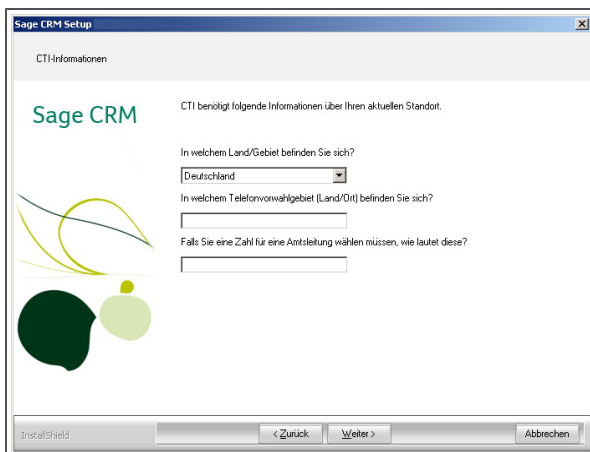 Sage CRM Setup
CTI-Informationen
Sage CRM
CTI benötigt folgende Informationen über Ihren aktuellen Standort.
In welchem Land/Gebiet befinden Sie sich?
Deutschland
In welchem Telefonvorwahlgebiet (Land/Ort) befinden Sie sich?
Falls Sie eine Zahl für eine Amtsleitung wählen müssen, wie lautet diese?
InstallShield
< Zurück
Weiter >
Abbrechen